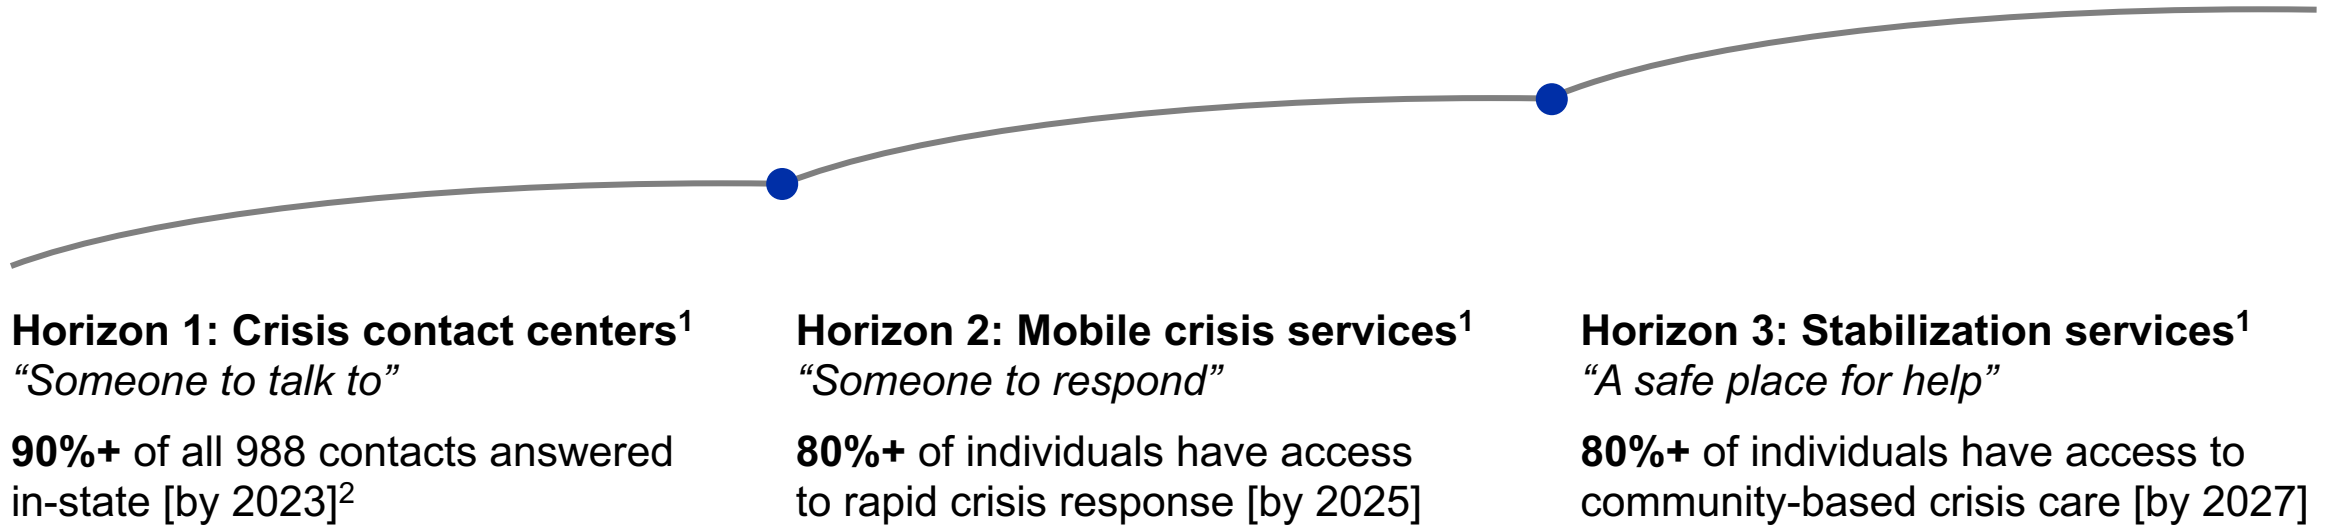 Horizon 1: Crisis contact centers¹
“Someone to talk to”
90%+ of all 988 contacts answered
in-state [by 2023]²
Horizon 2: Mobile crisis services¹
“Someone to respond”
80%+ of individuals have access
to rapid crisis response [by 2025]
Horizon 3: Stabilization services¹
“A safe place for help”
80%+ of individuals have access to
community-based crisis care [by 2027]